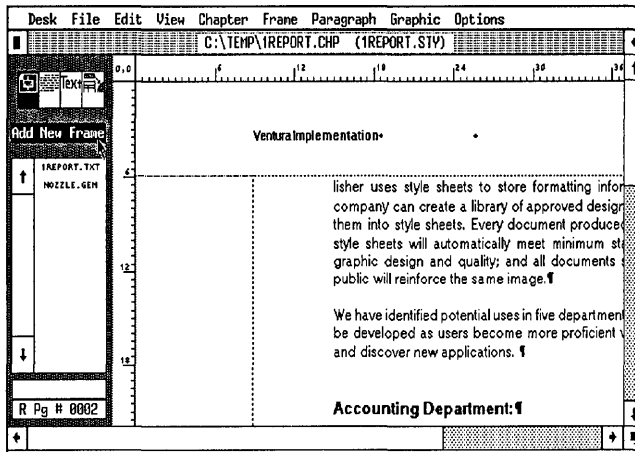 Desk File Edit View Chapter Frame Paragraph Graphic Options
C:\TEMP\1REPORT.CHP (1REPORT.STY)
0,0 6 12 18 24 30 36
Text
Add New Frame
1REPORT.TXT
NOZZLE.GEM
6
12
18
R Pg # 0002
Ventura Implementation
lisher uses style sheets to store formatting infor
company can create a library of approved design
them into style sheets. Every document produced
style sheets will automatically meet minimum sta
graphic design and quality; and all documents
public will reinforce the same image.¶
We have identified potential uses in five department
be developed as users become more proficient
and discover new applications. ¶
Accounting Department:¶